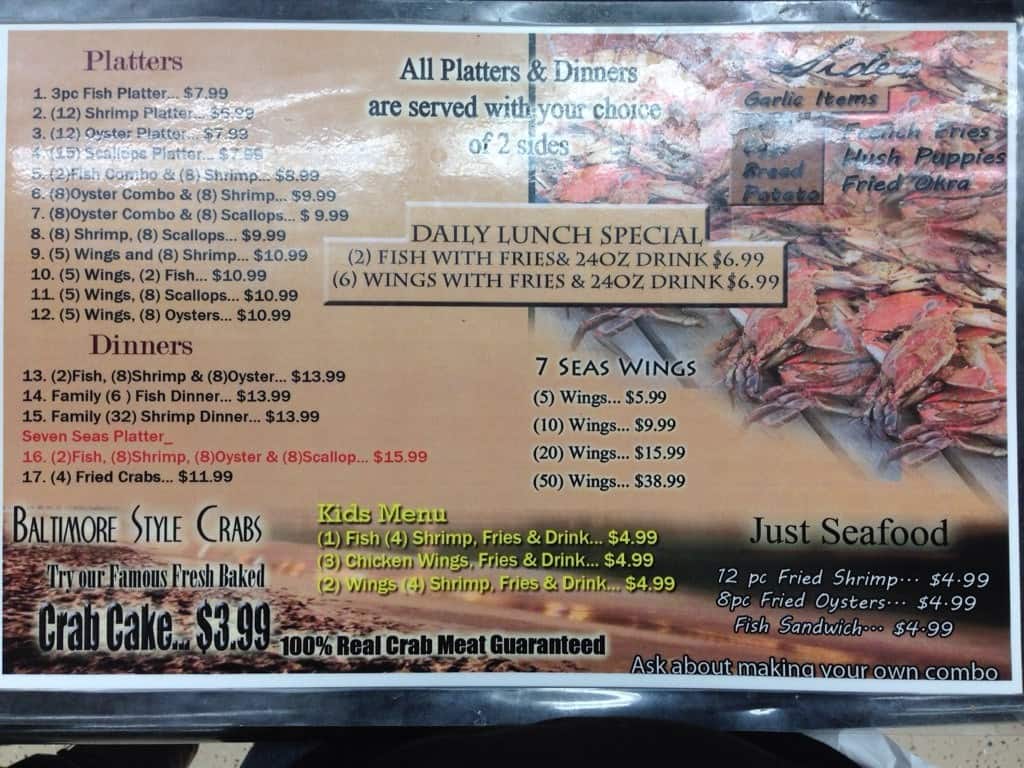 Platters
1. 3pc Fish Platter... $7.99
2. (12) Shrimp Platter... $6.99
3. (12) Oyster Platter... $7.99
4. (15) Scallops Platter... $7.99
5. (2)Fish Combo & (8) Shrimp... $8.99
6. (8)Oyster Combo & (8) Shrimp... $9.99
7. (8)Oyster Combo & (8) Scallops... $ 9.99
8. (8) Shrimp, (8) Scallops... $9.99
9. (5) Wings and (8) Shrimp... $10.99
10. (5) Wings, (2) Fish... $10.99
11. (5) Wings, (8) Scallops... $10.99
12. (5) Wings, (8) Oysters... $10.99
Dinners
13. (2)Fish, (8)Shrimp & (8)Oyster... $13.99
14. Family (6 ) Fish Dinner... $13.99
15. Family (32) Shrimp Dinner... $13.99
Seven Seas Platter_
16. (2)Fish, (8)Shrimp, (8)Oyster & (8)Scallop... $15.99
17. (4) Fried Crabs... $11.99
All Platters & Dinners
are served with your choice
of 2 sides
Sides
Garlic Items
Bread
Potato
French Fries
Hush Puppies
Fried Okra
DAILY LUNCH SPECIAL
(2) FISH WITH FRIES& 24OZ DRINK $6.99
(6) WINGS WITH FRIES & 24OZ DRINK $6.99
7 SEAS WINGS
(5) Wings... $5.99
(10) Wings... $9.99
(20) Wings... $15.99
(50) Wings... $38.99
BALTIMORE STYLE CRABS
Try our Famous Fresh Baked
Crab Cake... $3.99
100% Real Crab Meat Guaranteed
Kids Menu
(1) Fish (4) Shrimp, Fries & Drink... $4.99
(3) Chicken Wings, Fries & Drink... $4.99
(2) Wings (4) Shrimp, Fries & Drink... $4.99
Just Seafood
12 pc Fried Shrimp... $4.99
8pc Fried Oysters... $4.99
Fish Sandwich... $4.99
Ask about making your own combo